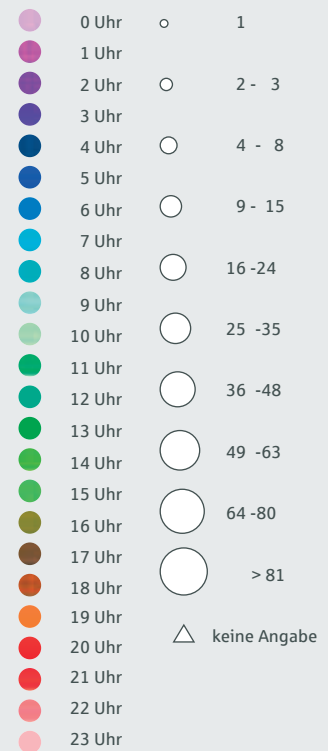 0 Uhr
1 Uhr
2 Uhr
3 Uhr
4 Uhr
5 Uhr
6 Uhr
7 Uhr
8 Uhr
9 Uhr
10 Uhr
11 Uhr
12 Uhr
13 Uhr
14 Uhr
15 Uhr
16 Uhr
17 Uhr
18 Uhr
19 Uhr
20 Uhr
21 Uhr
22 Uhr
23 Uhr
1
2 - 3
4 - 8
9 - 15
16 -24
25 -35
36 -48
49 -63
64 -80
> 81
keine Angabe